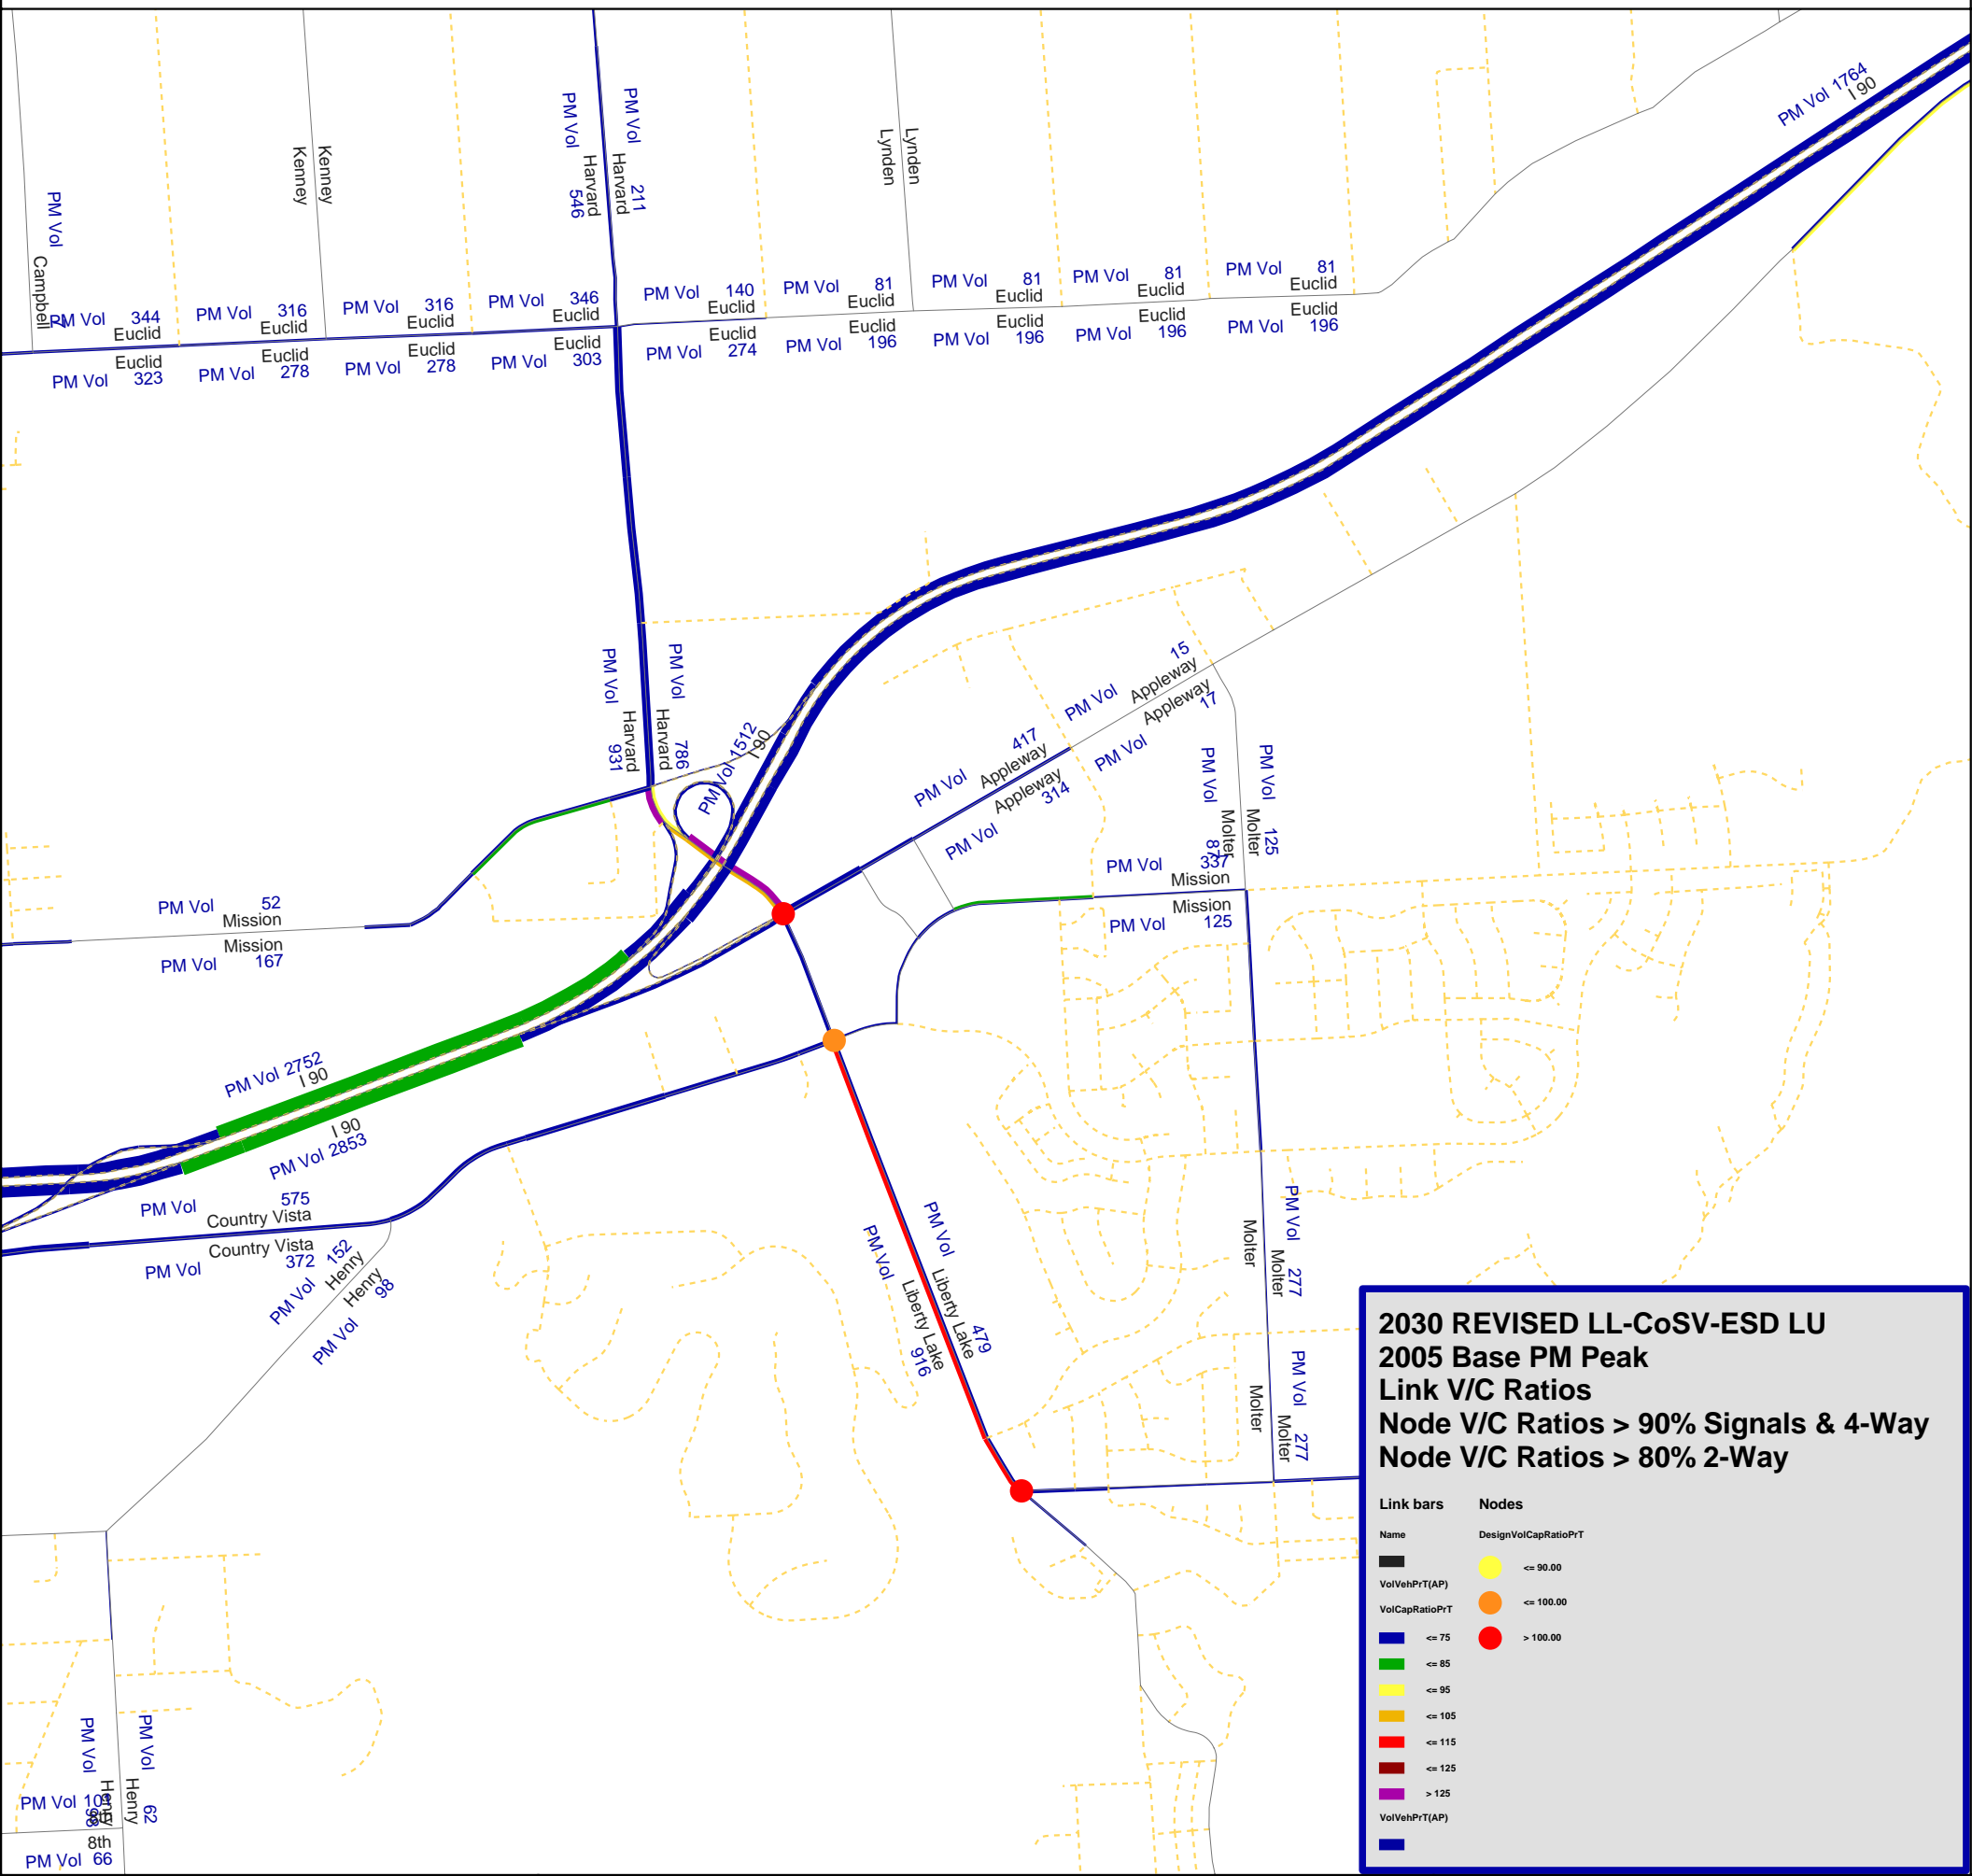 PM Vol 1764
I 90
PM Vol
Campbell
Kenney
Kenney
PM Vol
Harvard
546
PM Vol
Harvard
211
Lynden
Lynden
PM Vol 344
Euclid
Euclid
PM Vol 323
PM Vol 316
Euclid
Euclid
PM Vol 278
PM Vol 316
Euclid
Euclid
PM Vol 278
PM Vol 346
Euclid
Euclid
PM Vol 303
PM Vol 140
Euclid
Euclid
PM Vol 274
PM Vol 81
Euclid
Euclid
PM Vol 196
PM Vol 81
Euclid
Euclid
PM Vol 196
PM Vol 81
Euclid
Euclid
PM Vol 196
PM Vol 81
Euclid
Euclid
PM Vol 196
PM Vol
Harvard
931
PM Vol
Harvard
786
PM Vol 1512
I 90
PM Vol 15
Appleway
Appleway
PM Vol 17
PM Vol 417
Appleway
Appleway
PM Vol 314
PM Vol
Molter
87
PM Vol
Molter
125
PM Vol 337
Mission
Mission
PM Vol 125
PM Vol 52
Mission
Mission
PM Vol 167
PM Vol 2752
I 90
I 90
PM Vol 2853
PM Vol 575
Country Vista
Country Vista
PM Vol 372
PM Vol 152
Henry
Henry
PM Vol 98
PM Vol
Liberty Lake
916
PM Vol
Liberty Lake
479
Molter
PM Vol
Molter
277
Molter
PM Vol
Molter
277
PM Vol
Henry
PM Vol
Henry
62
PM Vol
8th
8th
PM Vol 66
2030 REVISED LL-CoSV-ESD LU
2005 Base PM Peak
Link V/C Ratios
Node V/C Ratios > 90% Signals & 4-Way
Node V/C Ratios > 80% 2-Way
Link bars
Nodes
Name
DesignVolCapRatioPrT
<= 90.00
VolVehPrT(AP)
<= 100.00
VolCapRatioPrT
> 100.00
<= 75
<= 85
<= 95
<= 105
<= 115
<= 125
> 125
VolVehPrT(AP)